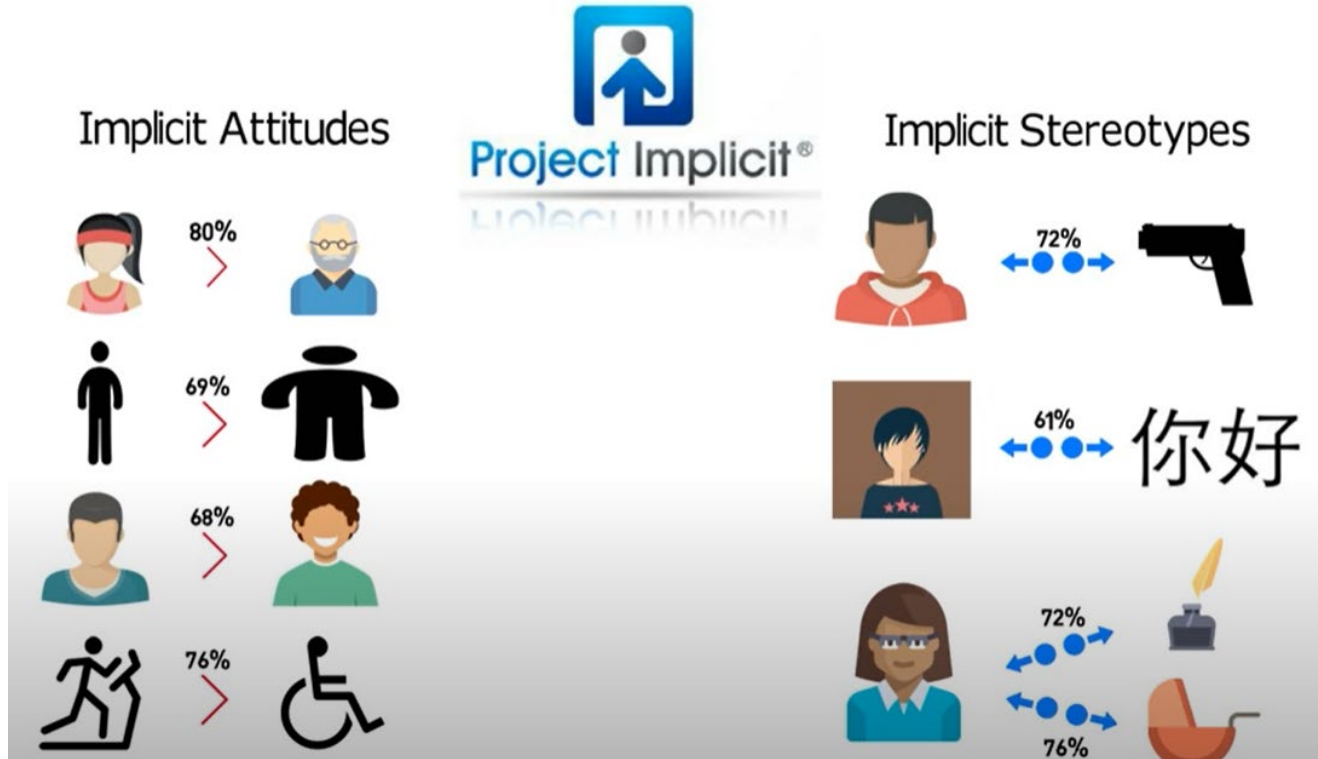 Project Implicit®
Implicit Attitudes
80%
69%
68%
76%
Implicit Stereotypes
72%
61%
你好
72%
76%